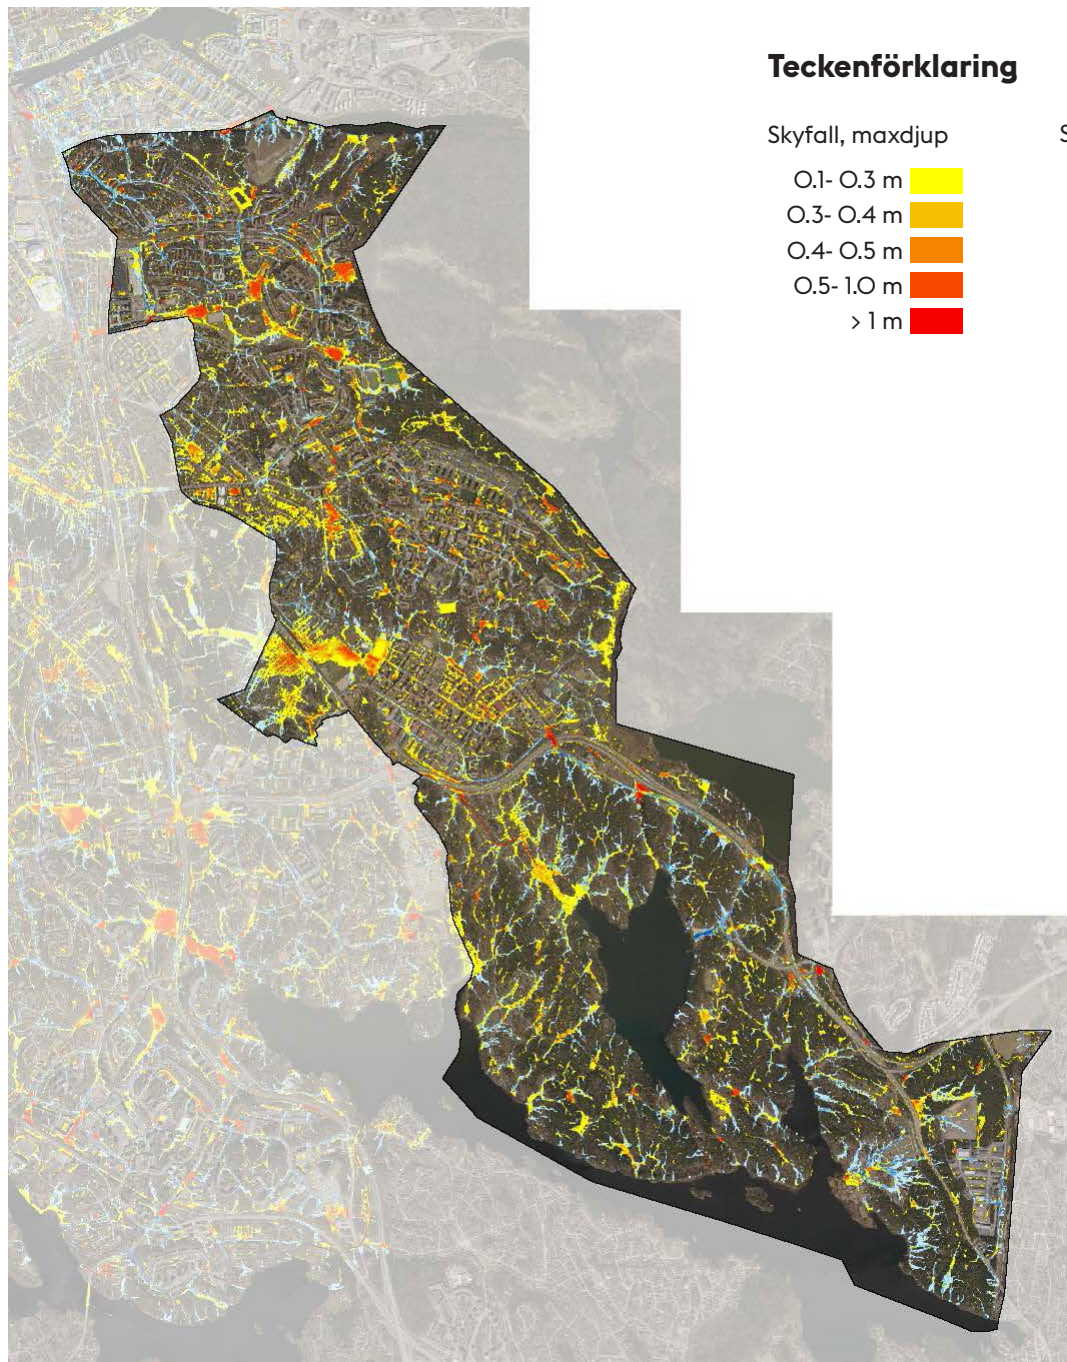 Teckenförklaring
Skyfall, maxdjup
S
0.1- 0.3 m
0.3- 0.4 m
0.4- 0.5 m
0.5- 1.0 m
> 1 m